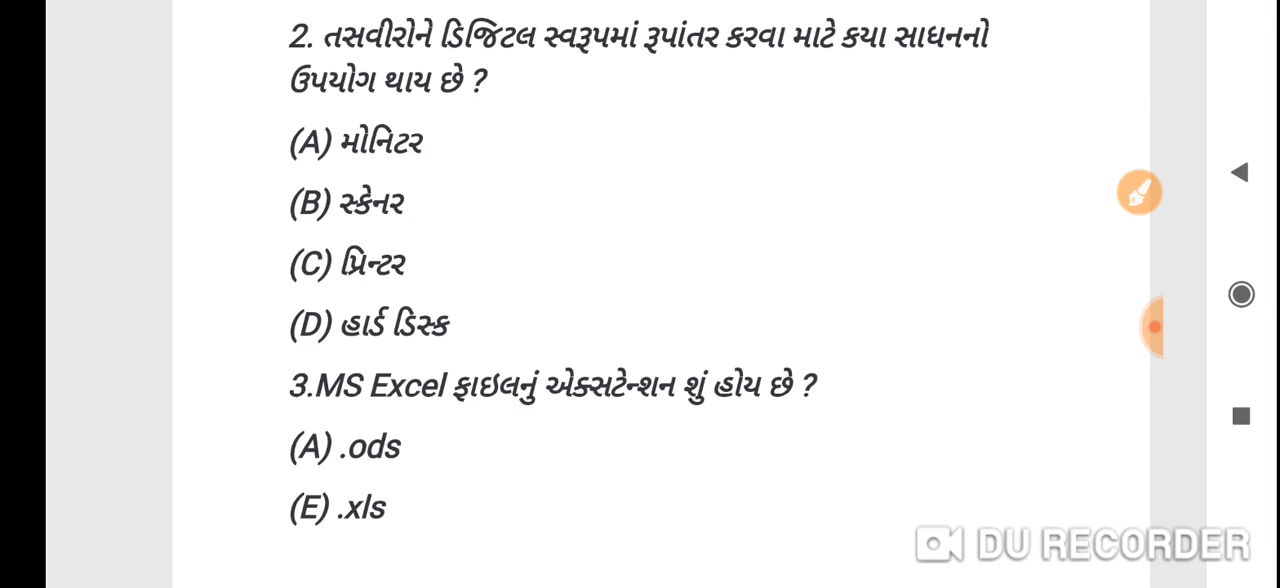 2. તસવીરોને ડિજિટલ સ્વરૂપમાં રૂપાંતર કરવા માટે કયા સાધનનો
ઉપયોગ થાય છે ?
(A) મોનિટર
(B) સ્કેનર
(C) પ્રિન્ટર
(D) હાર્ડ ડિસ્ક
3.MS Excel ફાઇલનું એક્સટેન્શન શું હોય છે ?
(A) .ods
(E) .xls
DU RECORDER